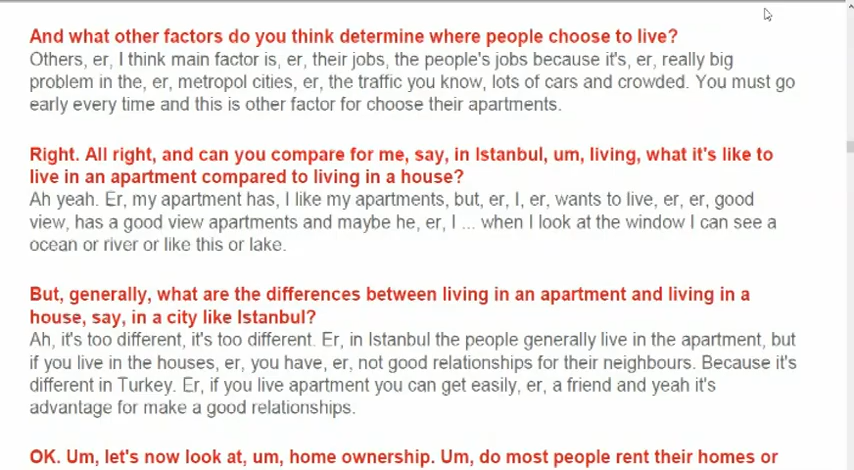 And what other factors do you think determine where people choose to live?
Others, er, I think main factor is, er, their jobs, the people's jobs because it's, er, really big
problem in the, er, metropol cities, er, the traffic you know, lots of cars and crowded. You must go
early every time and this is other factor for choose their apartments.
Right. All right, and can you compare for me, say, in Istanbul, um, living, what it's like to
live in an apartment compared to living in a house?
Ah yeah. Er, my apartment has, I like my apartments, but, er, I, er, wants to live, er, er, good
view, has a good view apartments and maybe he, er, I ... when I look at the window I can see a
ocean or river or like this or lake.
But, generally, what are the differences between living in an apartment and living in a
house, say, in a city like Istanbul?
Ah, it's too different, it's too different. Er, in Istanbul the people generally live in the apartment, but
if you live in the houses, er, you have, er, not good relationships for their neighbours. Because it's
different in Turkey. Er, if you live apartment you can get easily, er, a friend and yeah it's
advantage for make a good relationships.
OK. Um, let's now look at, um, home ownership. Um, do most people rent their homes or